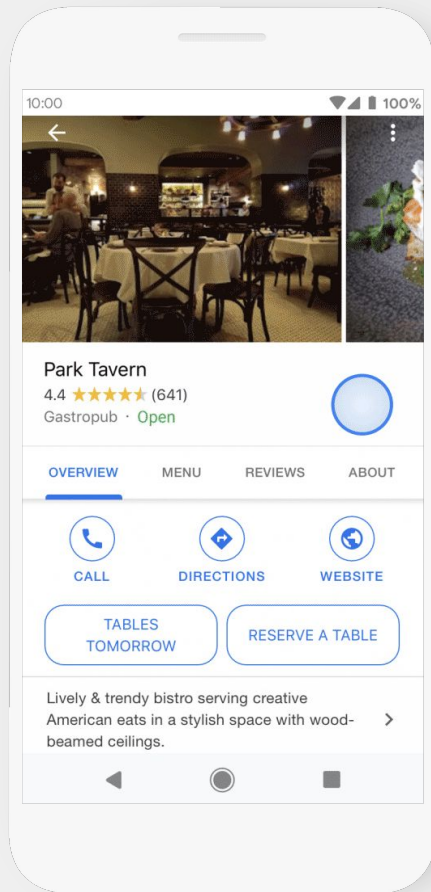 10:00 100%
Park Tavern
4.4 (641)
Gastropub · Open
OVERVIEW MENU REVIEWS ABOUT
CALL DIRECTIONS WEBSITE
TABLES
TOMORROW
RESERVE A TABLE
Lively & trendy bistro serving creative
American eats in a stylish space with wood-
beamed ceilings.